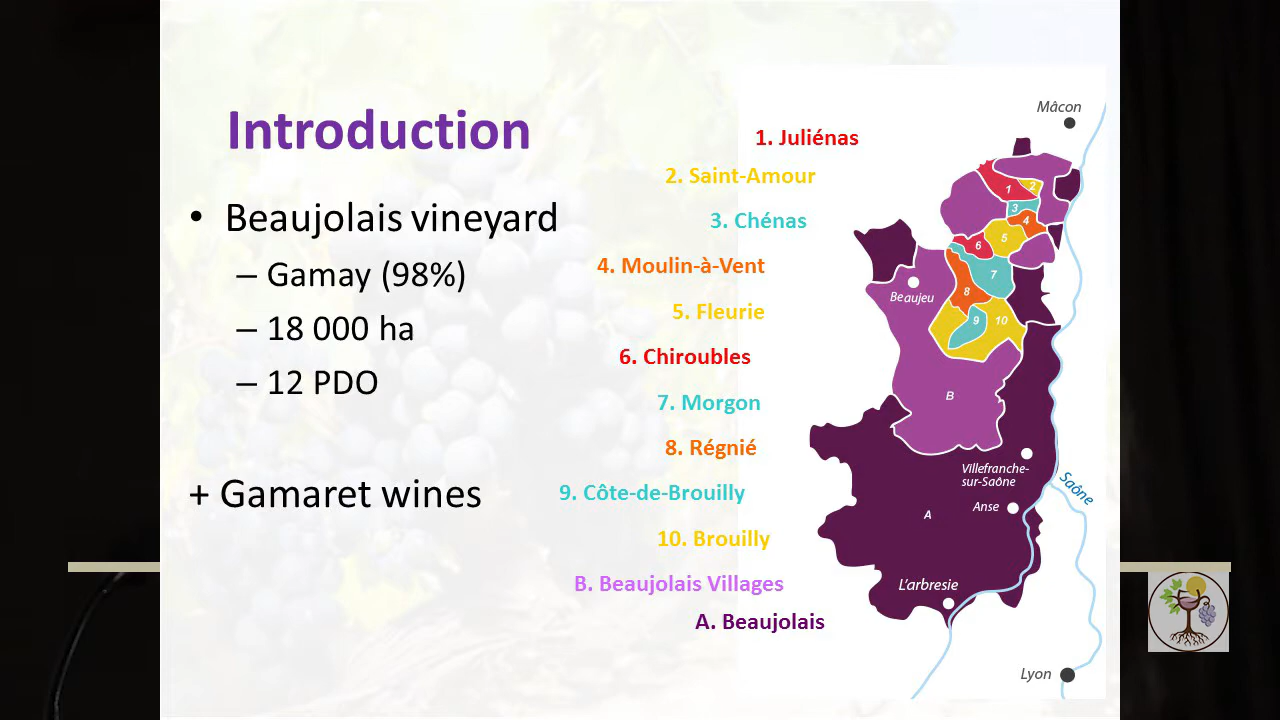 Introduction
• Beaujolais vineyard
– Gamay (98%)
– 18 000 ha
– 12 PDO
+ Gamaret wines
1. Juliénas
2. Saint-Amour
3. Chénas
4. Moulin-à-Vent
5. Fleurie
6. Chiroubles
7. Morgon
8. Régnié
9. Côte-de-Brouilly
10. Brouilly
B. Beaujolais Villages
A. Beaujolais
Mâcon
1
2
3
4
5
6
7
8
9
10
Beaujeu
B
Villefranche-
sur-Saône
Anse
Saône
A
L'arbresie
Lyon